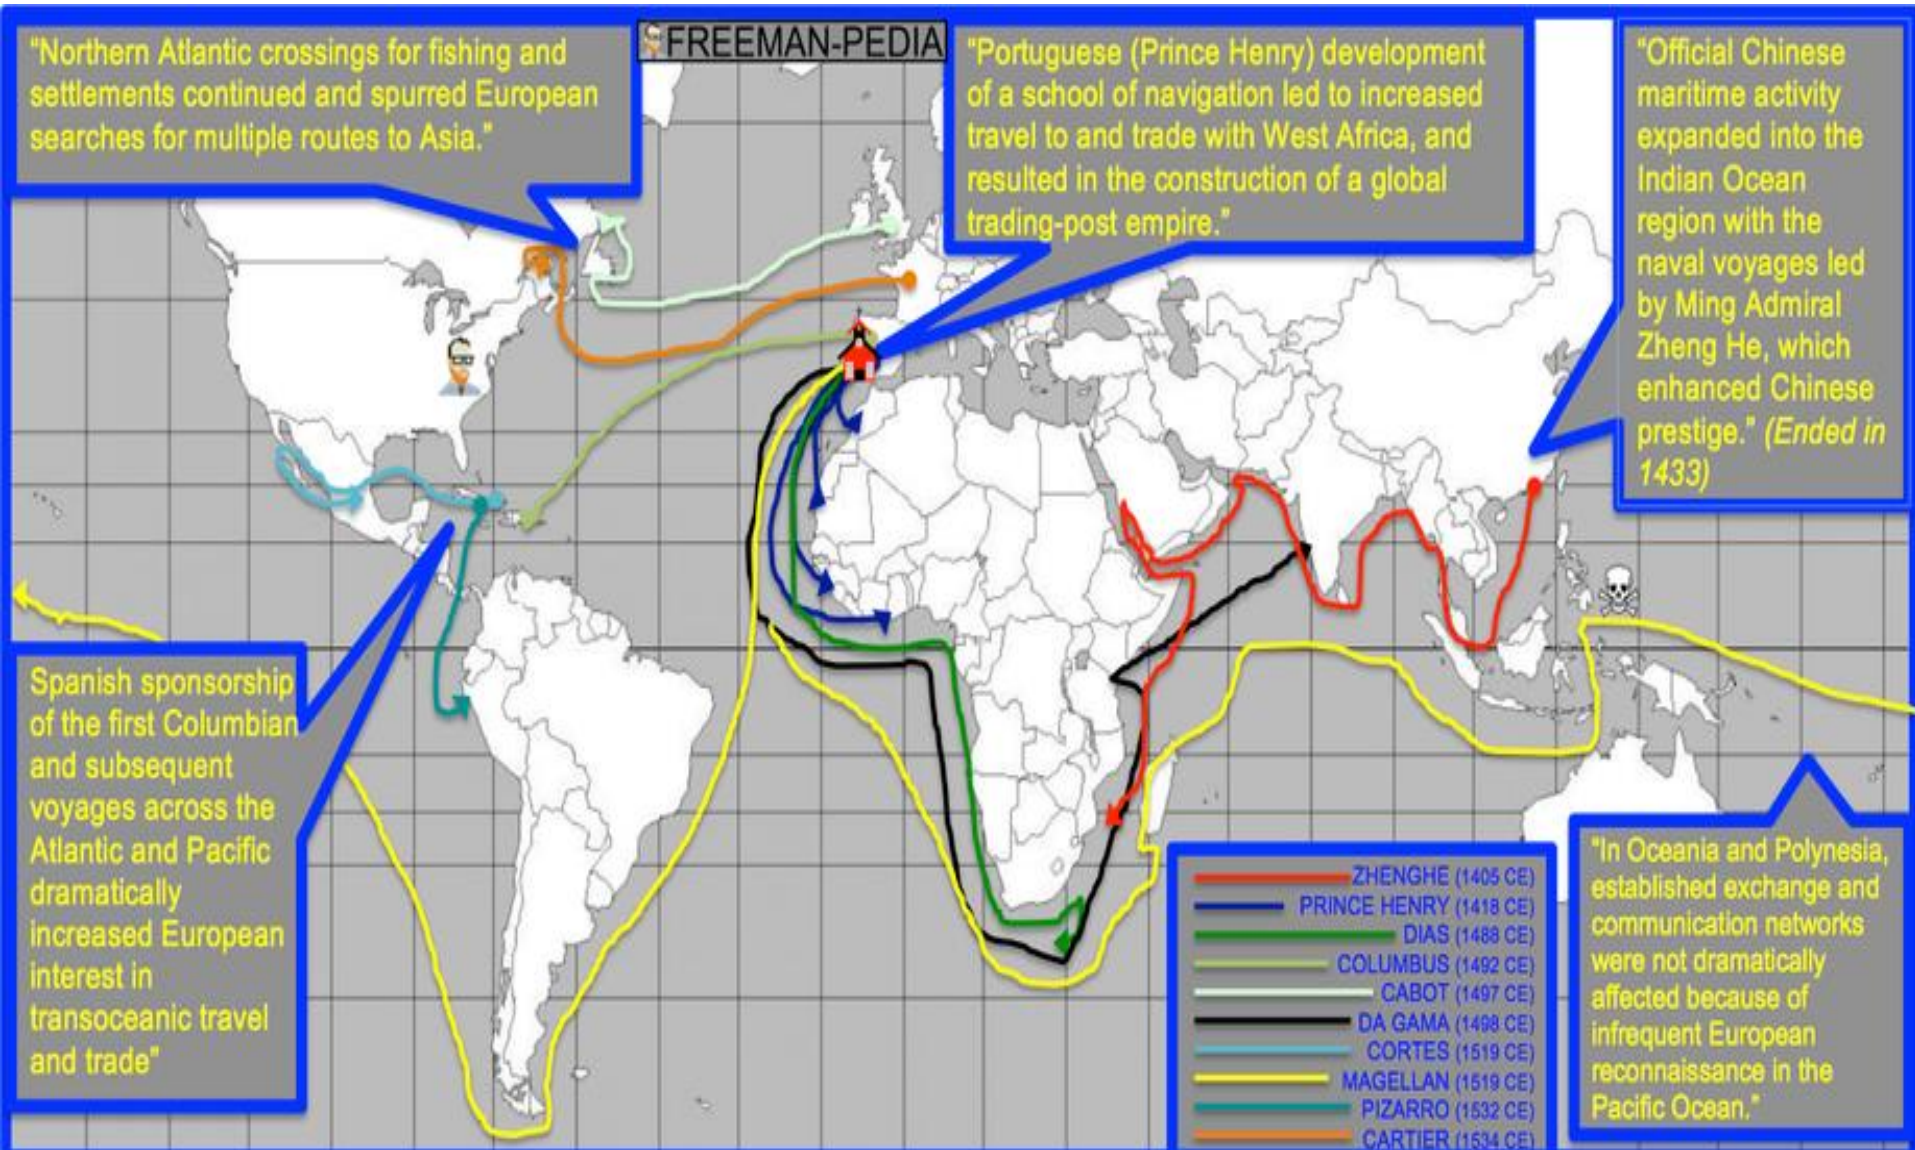 "Northern Atlantic crossings for fishing and
settlements continued and spurred European
searches for multiple routes to Asia."
FREEMAN-PEDIA
"Portuguese (Prince Henry) development
of a school of navigation led to increased
travel to and trade with West Africa, and
resulted in the construction of a global
trading-post empire."
"Official Chinese
maritime activity
expanded into the
Indian Ocean
region with the
naval voyages led
by Ming Admiral
Zheng He, which
enhanced Chinese
prestige." (Ended in
1433)
Spanish sponsorship
of the first Columbian
and subsequent
voyages across the
Atlantic and Pacific
dramatically
increased European
interest in
transoceanic travel
and trade"
ZHENGHE (1405 CE)
PRINCE HENRY (1418 CE)
DIAS (1488 CE)
COLUMBUS (1492 CE)
CABOT (1497 CE)
DA GAMA (1498 CE)
CORTES (1519 CE)
MAGELLAN (1519 CE)
PIZARRO (1532 CE)
CARTIER (1534 CE)
"In Oceania and Polynesia,
established exchange and
communication networks
were not dramatically
affected because of
infrequent European
reconnaissance in the
Pacific Ocean."